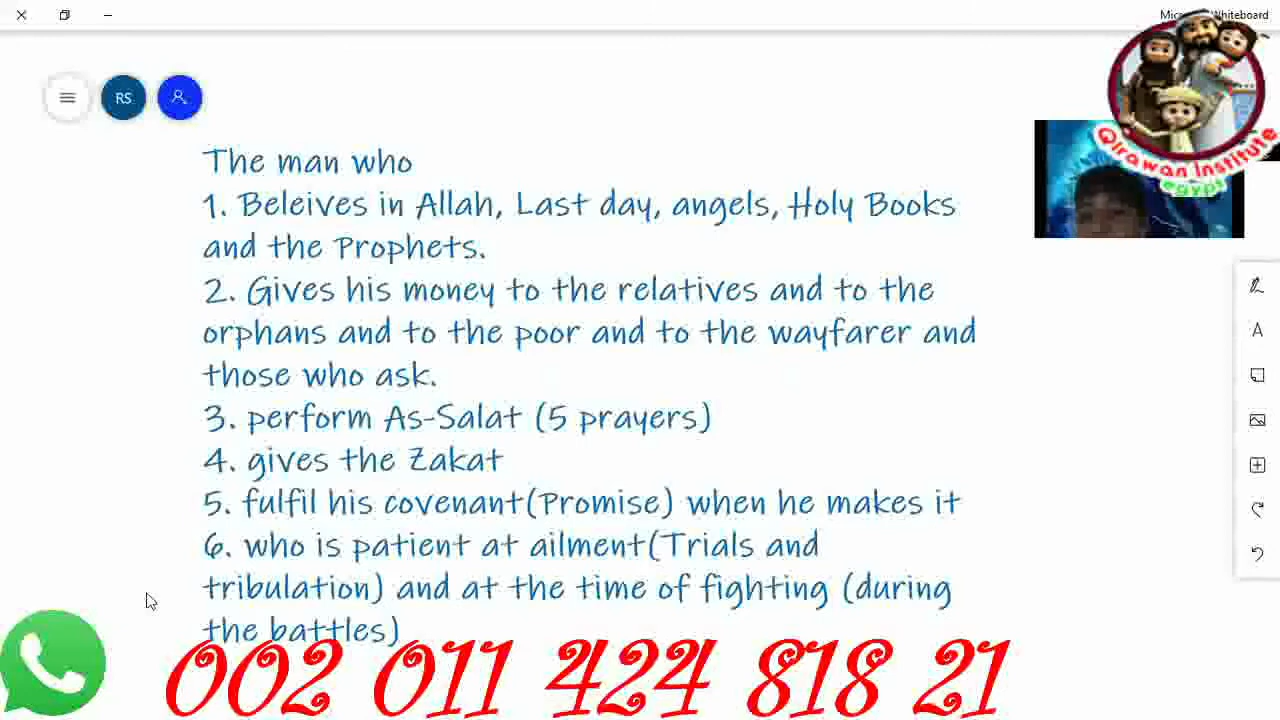 Whiteboard
RS
The man who
1. Beleives in Allah, Last day, angels, Holy Books
and the Prophets.
2. Gives his money to the relatives and to the
orphans and to the poor and to the wayfarer and
those who ask.
3. perform As-Salat (5 prayers)
4. gives the Zakat
5. fulfil his covenant(Promise) when he makes it
6. who is patient at ailment(Trials and
tribulation) and at the time of fighting (during
the battles)
Qirawan Institute
egypt
A
002 011 424 818 21